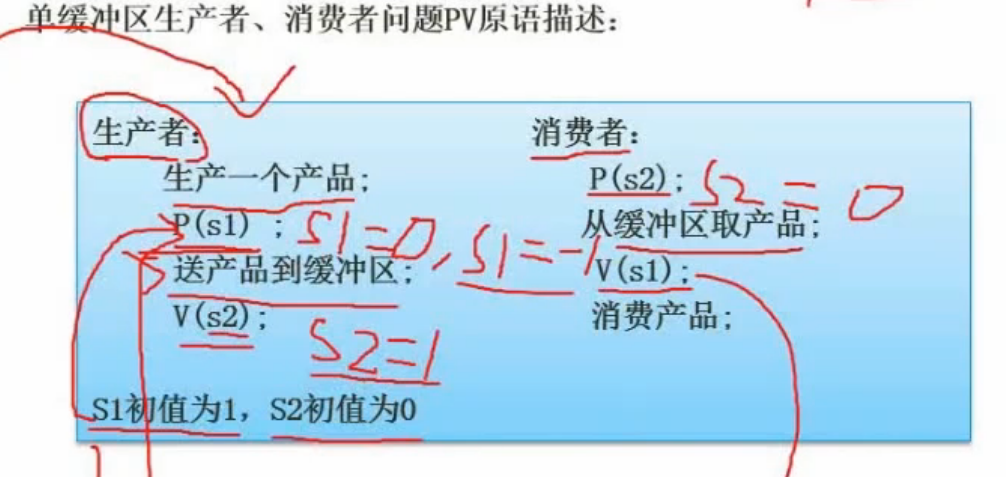 单缓冲区生产者、消费者问题PV原语描述：
生产者：
生产一个产品；
P(s1) ； S1=0, S1=-1
送产品到缓冲区；
V(s2)； S2=1
S1初值为1，S2初值为0
消费者：
P(s2)； S2=0
从缓冲区取产品；
V(s1)；
消费产品；